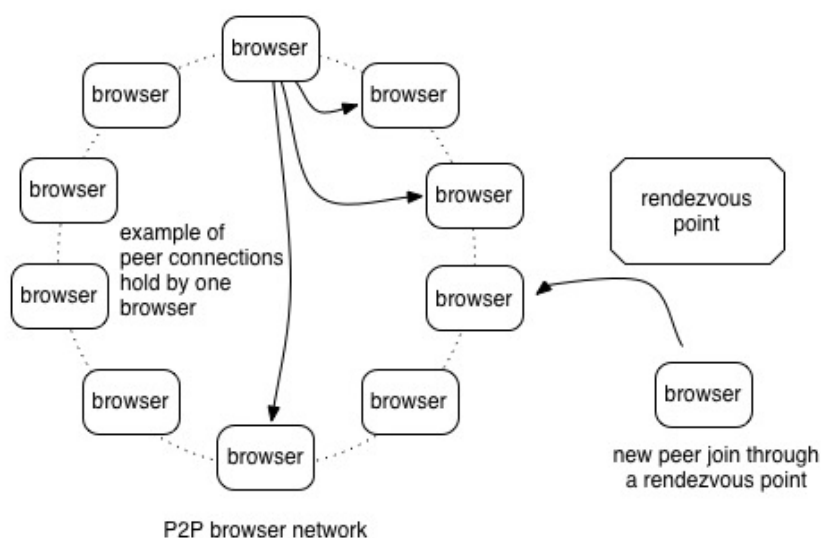 browser
browser
browser
browser
browser
rendezvous
point
example of
peer connections
hold by one
browser
browser
browser
browser
browser
browser
browser
new peer join through
a rendezvous point
P2P browser network